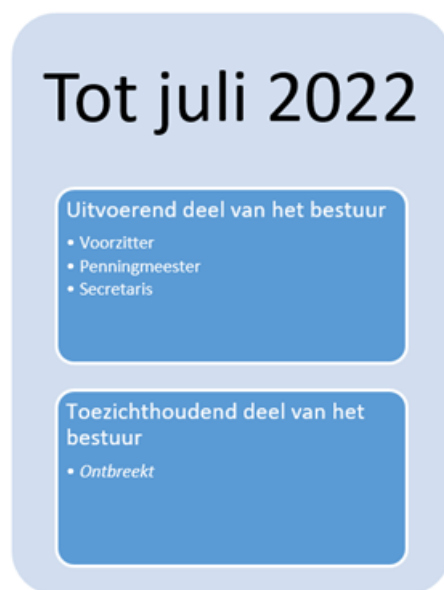 Tot juli 2022
Uitvoerend deel van het bestuur
• Voorzitter
• Penningmeester
• Secretaris
Toezichthoudend deel van het
bestuur
• Ontbreekt